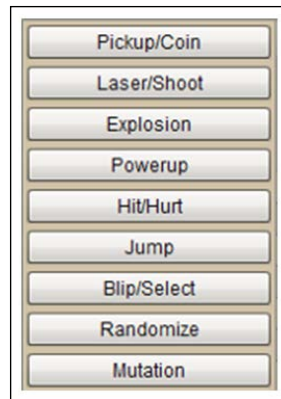 Pickup/Coin
Laser/Shoot
Explosion
Powerup
Hit/Hurt
Jump
Blip/Select
Randomize
Mutation